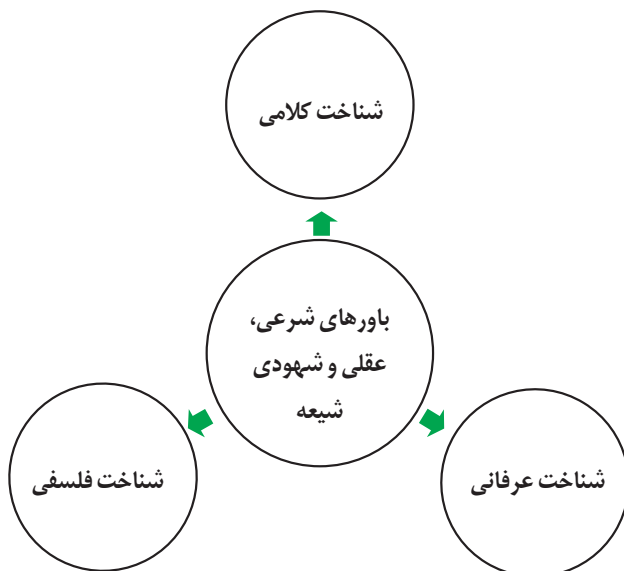 شناخت کلامی
باورهای شرعی،
عقلی و شهودی
شیعه
شناخت عرفانی
شناخت فلسفی